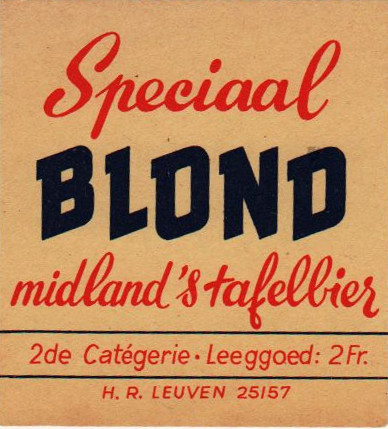 Speciaal
BLOND
midland's tafelbier
2de Catégerie · Leeggoed: 2 Fr.
H. R. LEUVEN 25157